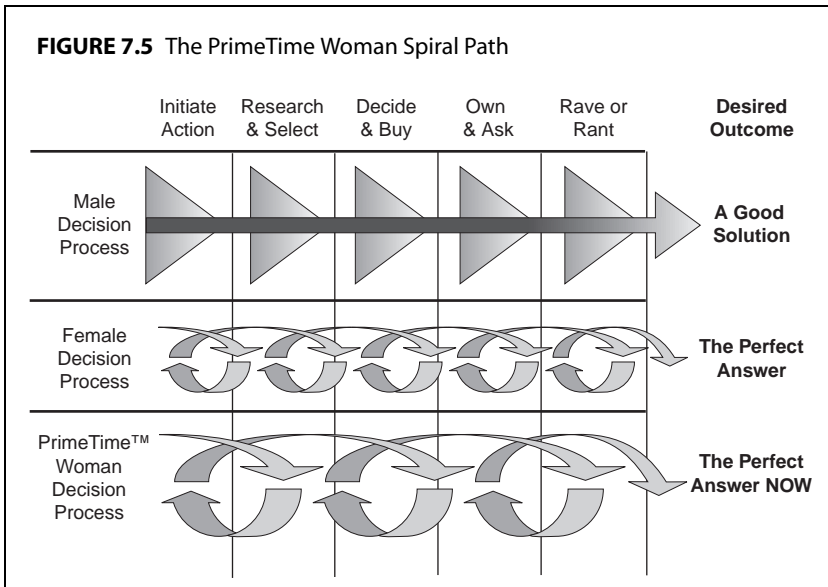 FIGURE 7.5 The PrimeTime Woman Spiral Path
Initiate
Action
Research
& Select
Decide
& Buy
Own
& Ask
Rave or
Rant
Desired
Outcome
Male
Decision
Process
A Good
Solution
Female
Decision
Process
The Perfect
Answer
PrimeTime™
Woman
Decision
Process
The Perfect
Answer NOW